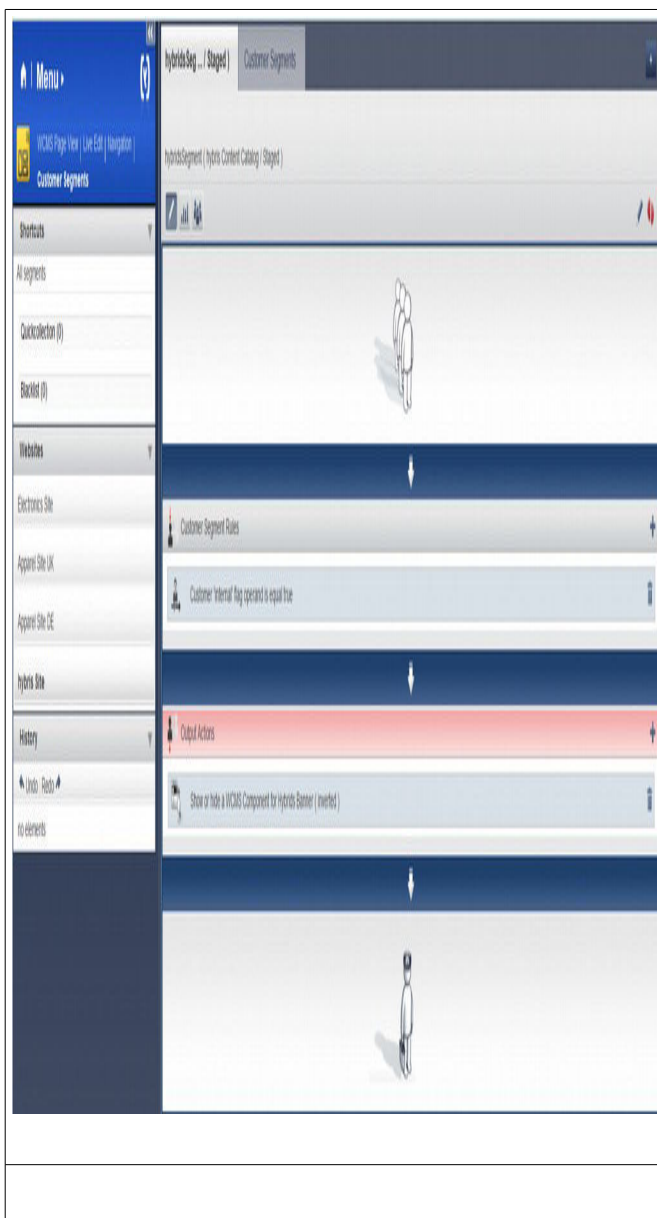 Menu
WCMS Page View | Live Edit | Navigation |
Customer Segments
Shortcuts
All segments
Quickcollection (0)
Blacklist (0)
Websites
Electronics Site
Apparel Site UK
Apparel Site DE
hybris Site
History
Undo Redo
no elements
hybridsSeg ... / Staged )
Customer Segments
hybridsSegment ( hybris Content Catalog / Staged )
Customer Segment Rules
Customer 'internal' flag operand is equal true
Output Actions
Show or hide a WCMS Component for Hybrids Banner ( inverted )